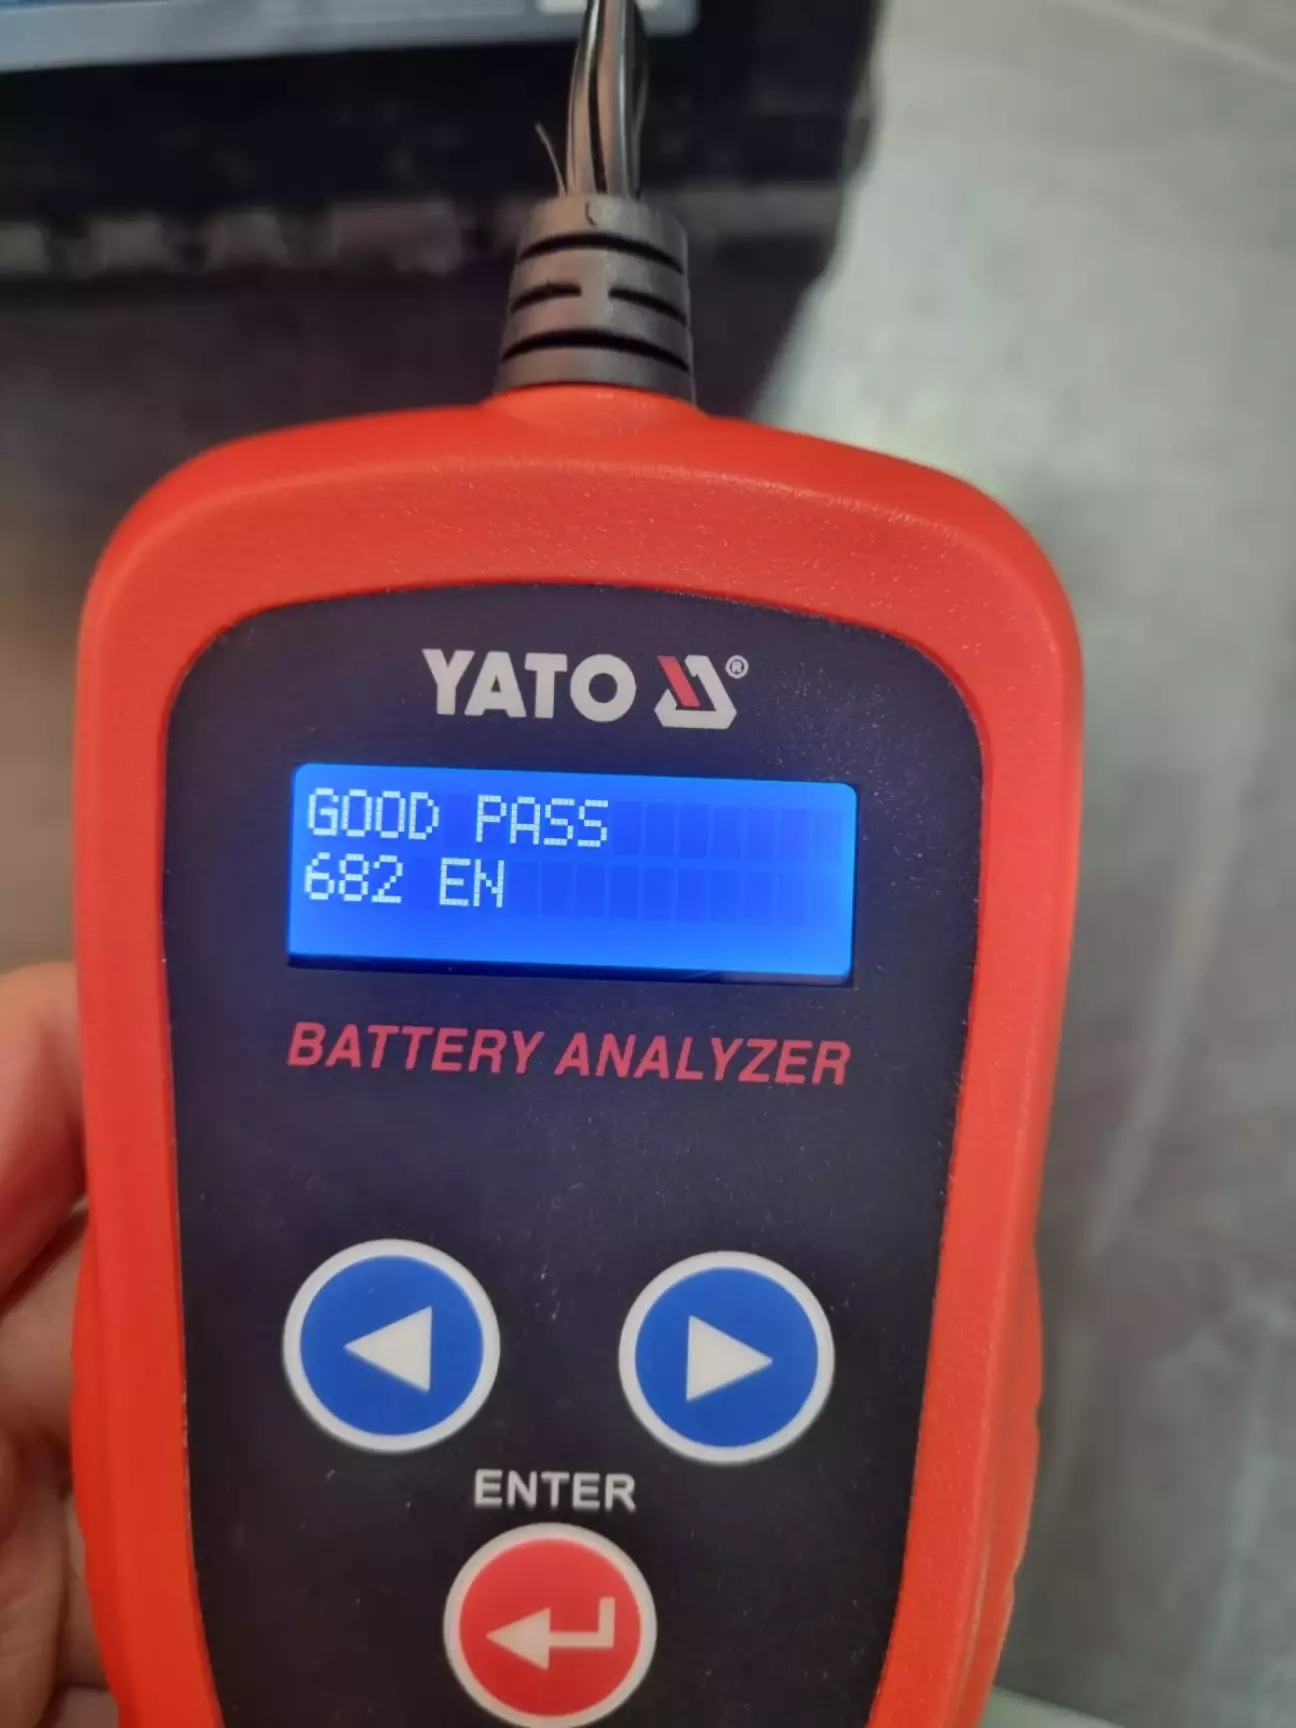 YATO ®
GOOD PASS
682 EN
BATTERY ANALYZER
ENTER